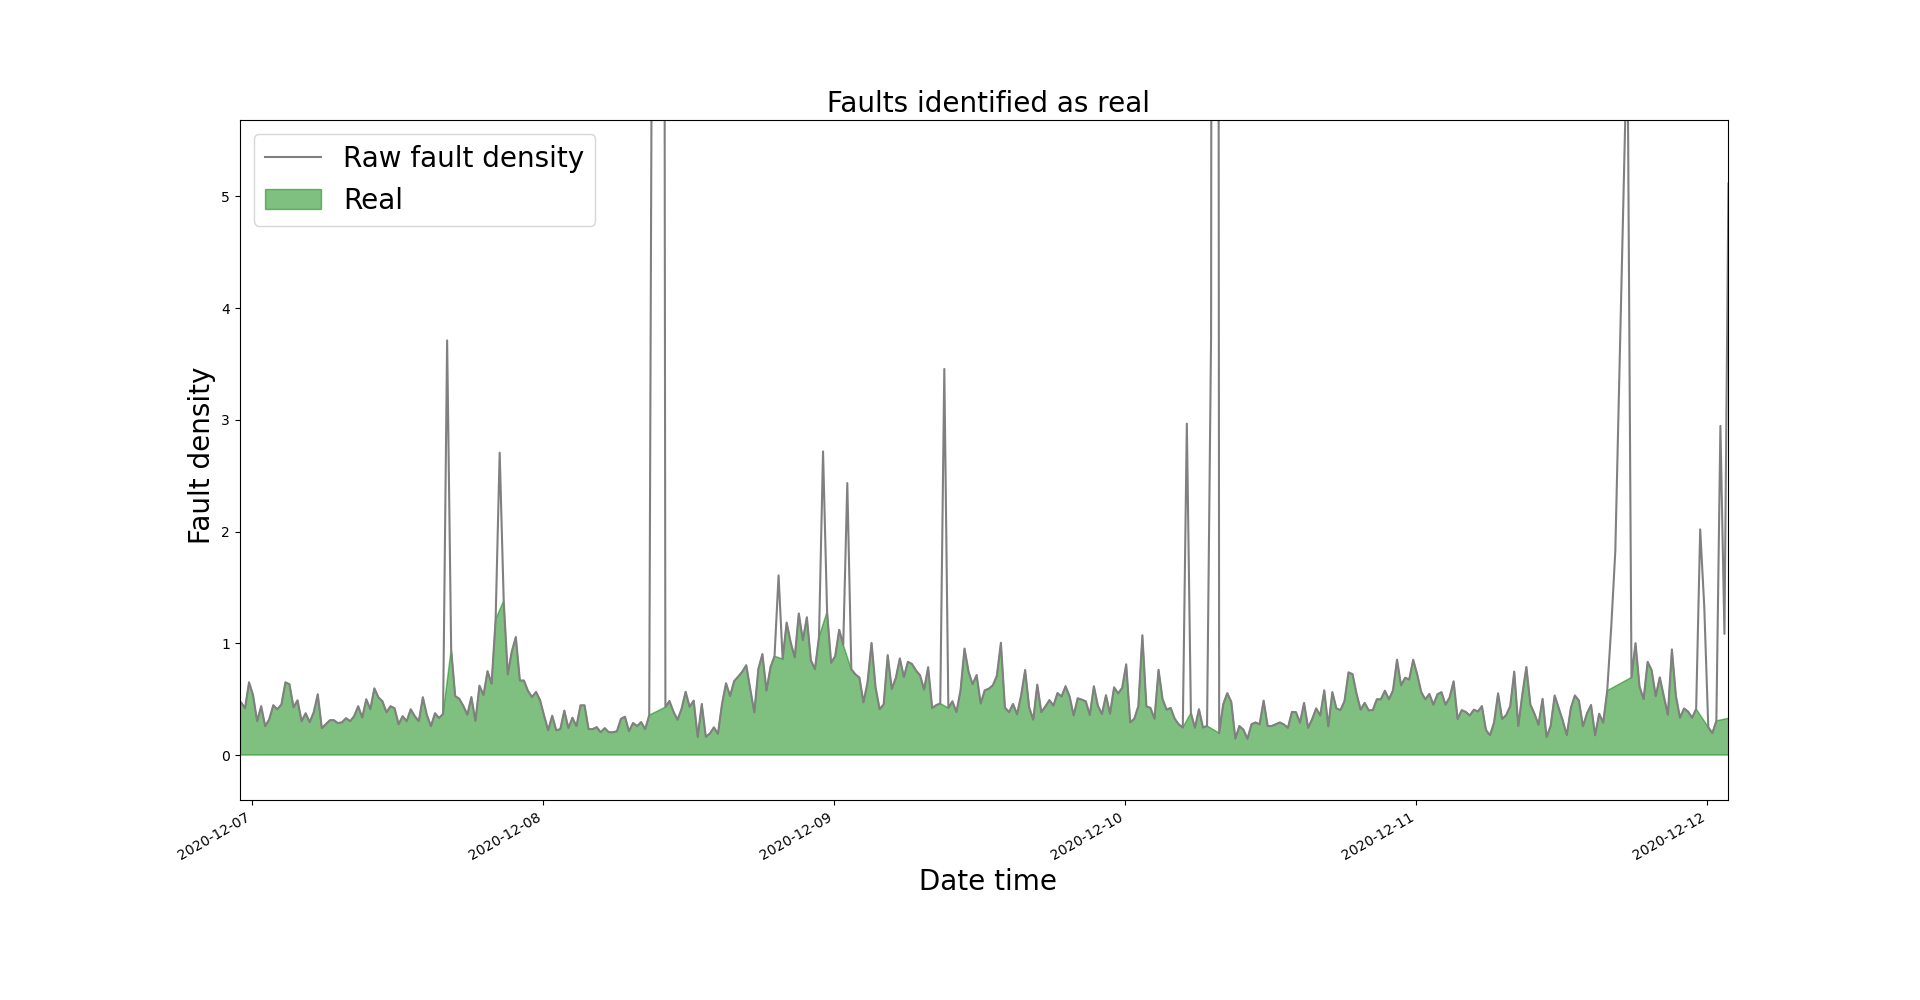 Faults identified as real
Raw fault density
Real
Fault density
5
4
3
2
1
0
2020-12-07
2020-12-08
2020-12-09
2020-12-10
2020-12-11
2020-12-12
Date time